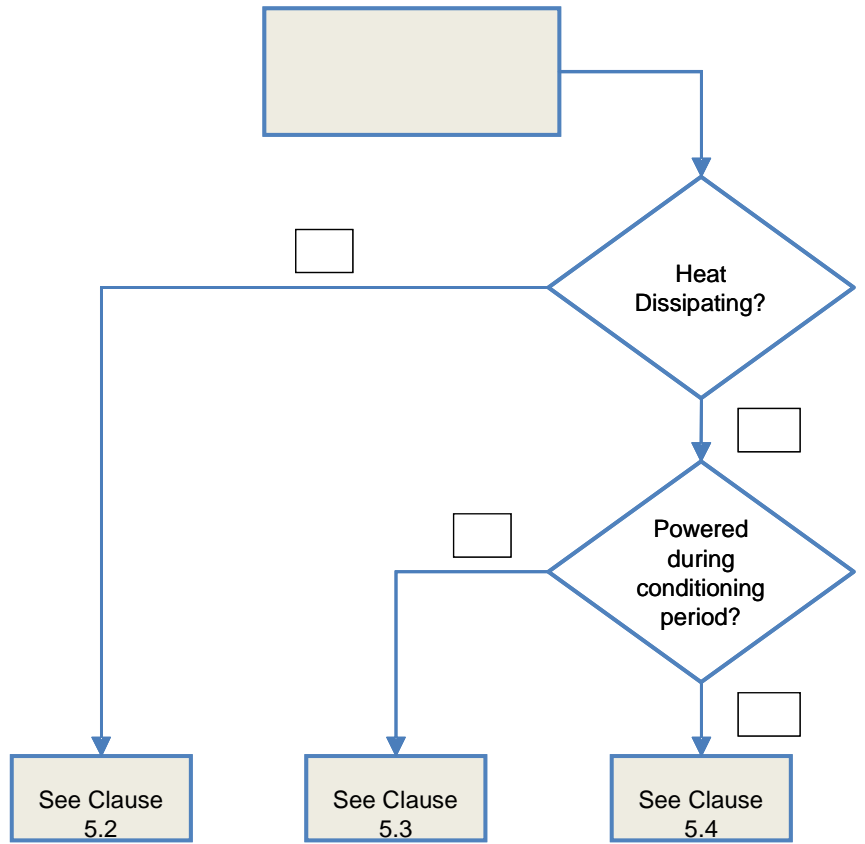 Heat
Dissipating?
Powered
during
conditioning
period?
See Clause
5.2
See Clause
5.3
See Clause
5.4